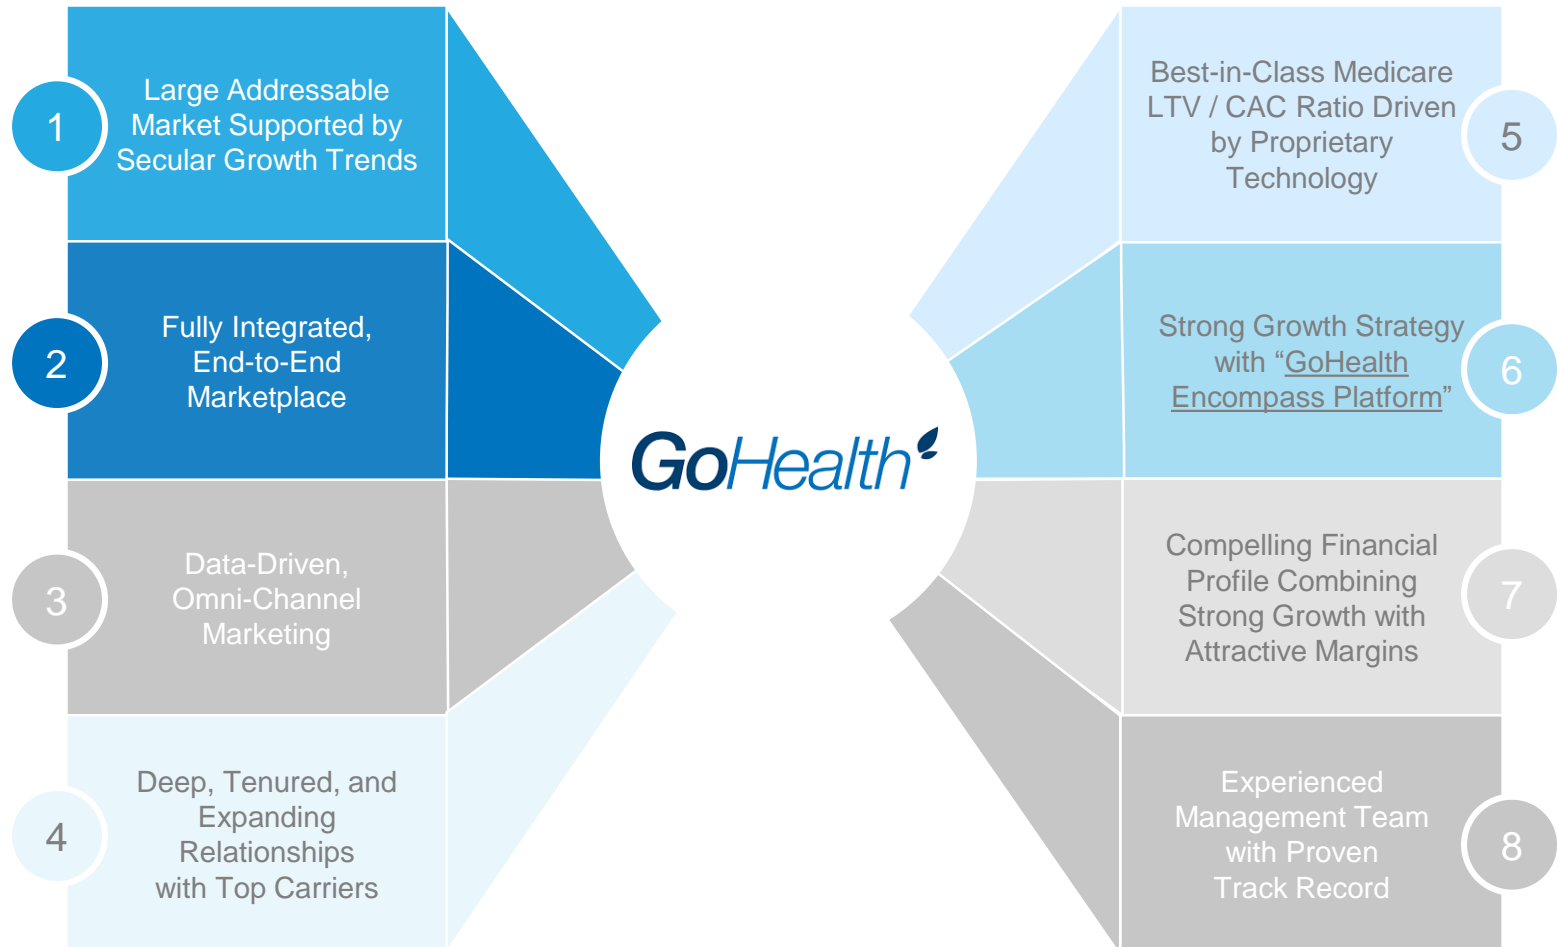 1
Large Addressable
Market Supported by
Secular Growth Trends
2
Fully Integrated,
End-to-End
Marketplace
3
Data-Driven,
Omni-Channel
Marketing
4
Deep, Tenured, and
Expanding
Relationships
with Top Carriers
GoHealth
Best-in-Class Medicare
LTV / CAC Ratio Driven
by Proprietary
Technology
5
Strong Growth Strategy
with “GoHealth
Encompass Platform”
6
Compelling Financial
Profile Combining
Strong Growth with
Attractive Margins
7
Experienced
Management Team
with Proven
Track Record
8